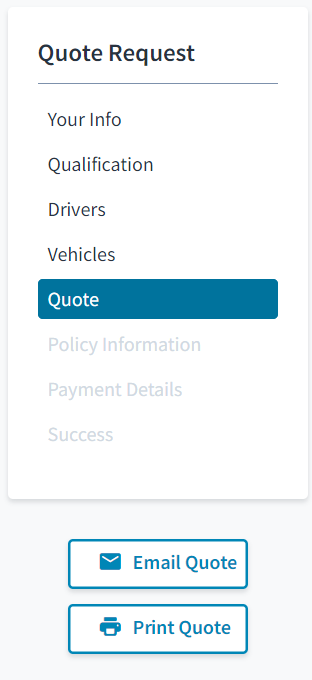 Quote Request
Your Info
Qualification
Drivers
Vehicles
Quote
Policy Information
Payment Details
Success
Email Quote
Print Quote